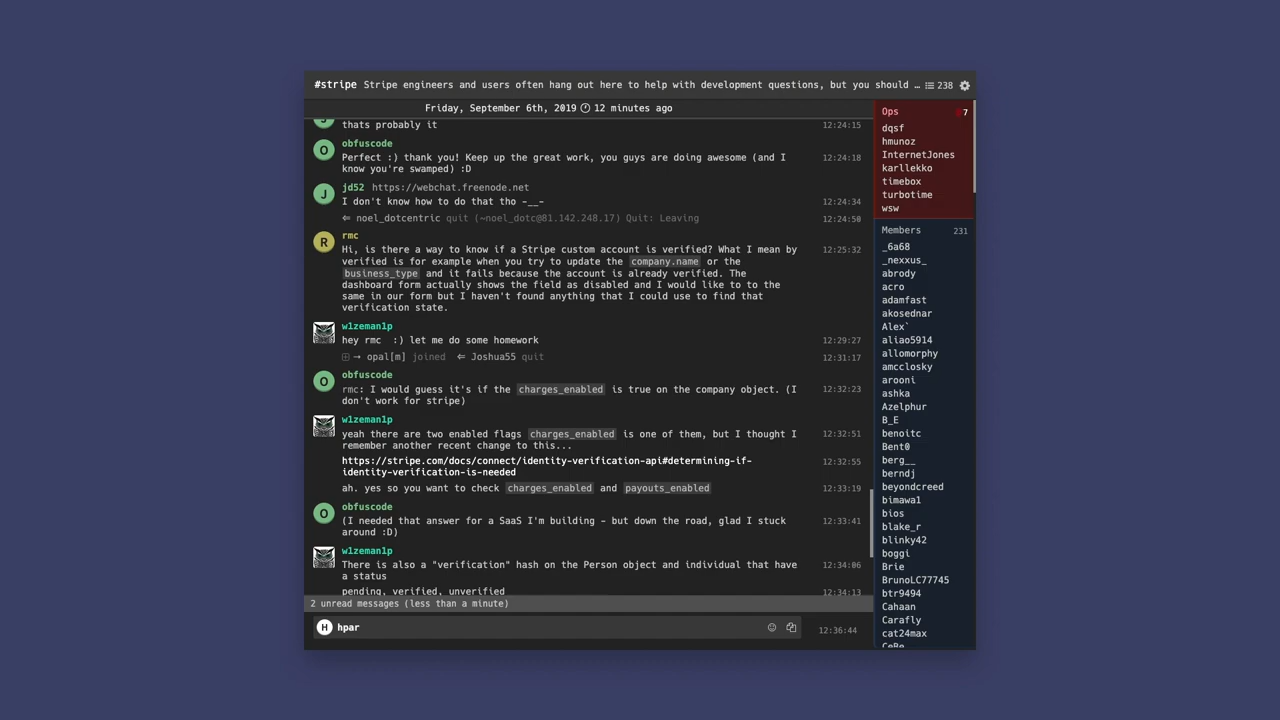 #stripe Stripe engineers and users often hang out here to help with development questions, but you should … 238
Friday, September 6th, 2019 12 minutes ago
thats probably it 12:24:15
O obfuscode
Perfect :) thank you! Keep up the great work, you guys are doing awesome (and I 12:24:18
know you're swamped) :D
J jd52 https://webchat.freenode.net
I don't know how to do that tho -__- 12:24:34
⇐ noel_dotcentric quit (~noel_dotc@81.142.248.17) Quit: Leaving 12:24:50
R rmc
Hi, is there a way to know if a Stripe custom account is verified? What I mean by 12:25:32
verified is for example when you try to update the company.name or the
business_type and it fails because the account is already verified. The
dashboard form actually shows the field as disabled and I would like to to the
same in our form but I haven't found anything that I could use to find that
verification state.
w1zeman1p
hey rmc :) let me do some homework 12:29:27
→ opal[m] joined ⇐ Joshua55 quit 12:31:17
O obfuscode
rmc: I would guess it's if the charges_enabled is true on the company object. (I 12:32:23
don't work for stripe)
w1zeman1p
yeah there are two enabled flags charges_enabled is one of them, but I thought I 12:32:51
remember another recent change to this...
https://stripe.com/docs/connect/identity-verification-api#determining-if- 12:32:55
identity-verification-is-needed
ah. yes so you want to check charges_enabled and payouts_enabled 12:33:19
O obfuscode
(I needed that answer for a SaaS I'm building - but down the road, glad I stuck 12:33:41
around :D)
w1zeman1p
There is also a "verification" hash on the Person object and individual that have 12:34:06
a status
pending, verified, unverified 12:34:13
2 unread messages (less than a minute)
H hpar 12:36:44
Ops 7
dqsf
hmunoz
InternetJones
karllekko
timebox
turbotime
wsw
Members 231
_6a68
_nexxus_
abrody
acro
adamfast
akosednar
Alex`
aliao5914
allomorphy
amcclosky
arooni
ashka
Azelphur
B_E
benoitc
Bent0
berg__
berndj
beyondcreed
bimawa1
bios
blake_r
blinky42
boggi
Brie
BrunoLC77745
btr9494
Cahaan
Carafly
cat24max
CeBe